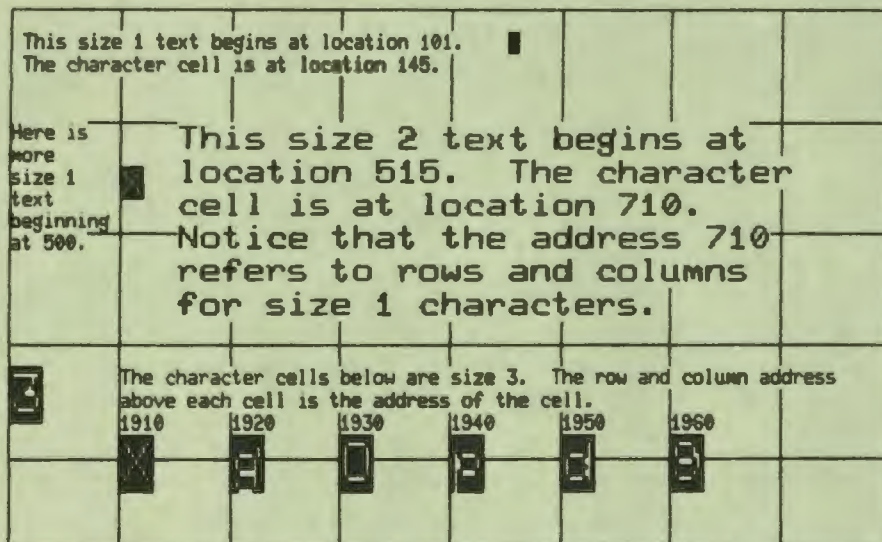 This size 1 text begins at location 101.
The character cell is at location 145.
Here is
more
size 1
text
beginning
at 500.
This size 2 text begins at
location 515. The character
cell is at location 710.
Notice that the address 710
refers to rows and columns
for size 1 characters.
The character cells below are size 3. The row and column address
above each cell is the address of the cell.
1910 1920 1930 1940 1950 1960